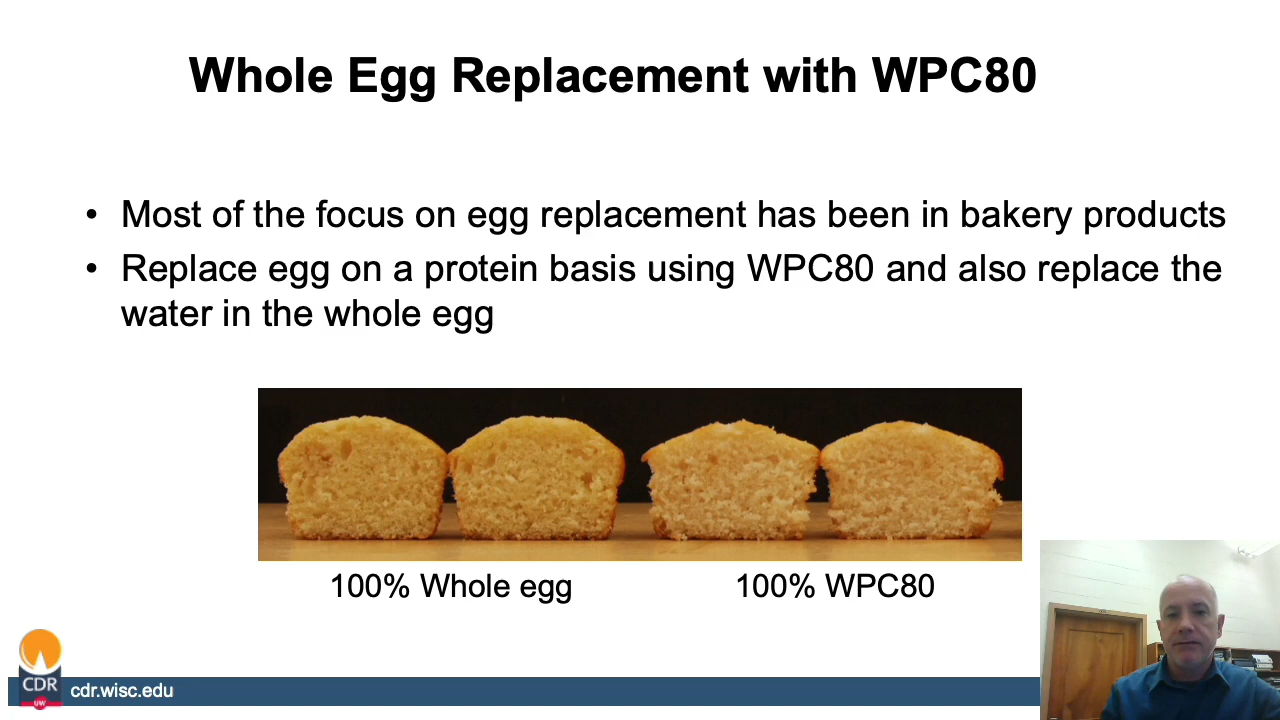 Whole Egg Replacement with WPC80
• Most of the focus on egg replacement has been in bakery products
• Replace egg on a protein basis using WPC80 and also replace the
water in the whole egg
100% Whole egg
100% WPC80
CDR
UW
cdr.wisc.edu